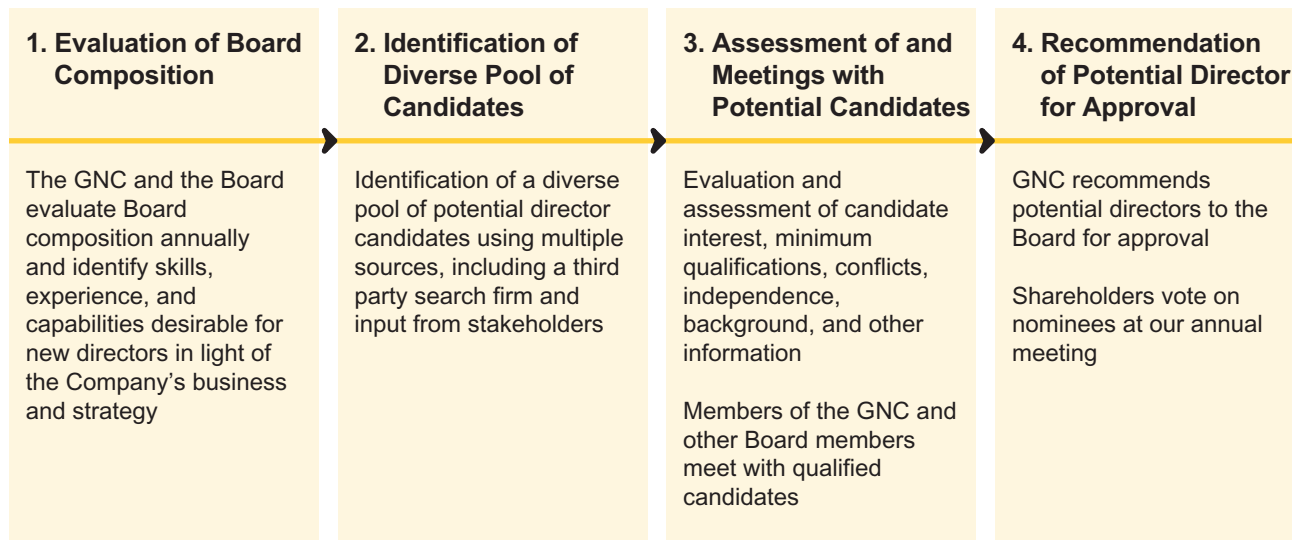 1. Evaluation of Board
Composition
The GNC and the Board
evaluate Board
composition annually
and identify skills,
experience, and
capabilities desirable for
new directors in light of
the Company's business
and strategy
2. Identification of
Diverse Pool of
Candidates
Identification of a diverse
pool of potential director
candidates using multiple
sources, including a third
party search firm and
input from stakeholders
3. Assessment of and
Meetings with
Potential Candidates
Evaluation and
assessment of candidate
interest, minimum
qualifications, conflicts,
independence,
background, and other
information
Members of the GNC and
other Board members
meet with qualified
candidates
4. Recommendation
of Potential Director
for Approval
GNC recommends
potential directors to the
Board for approval
Shareholders vote on
nominees at our annual
meeting